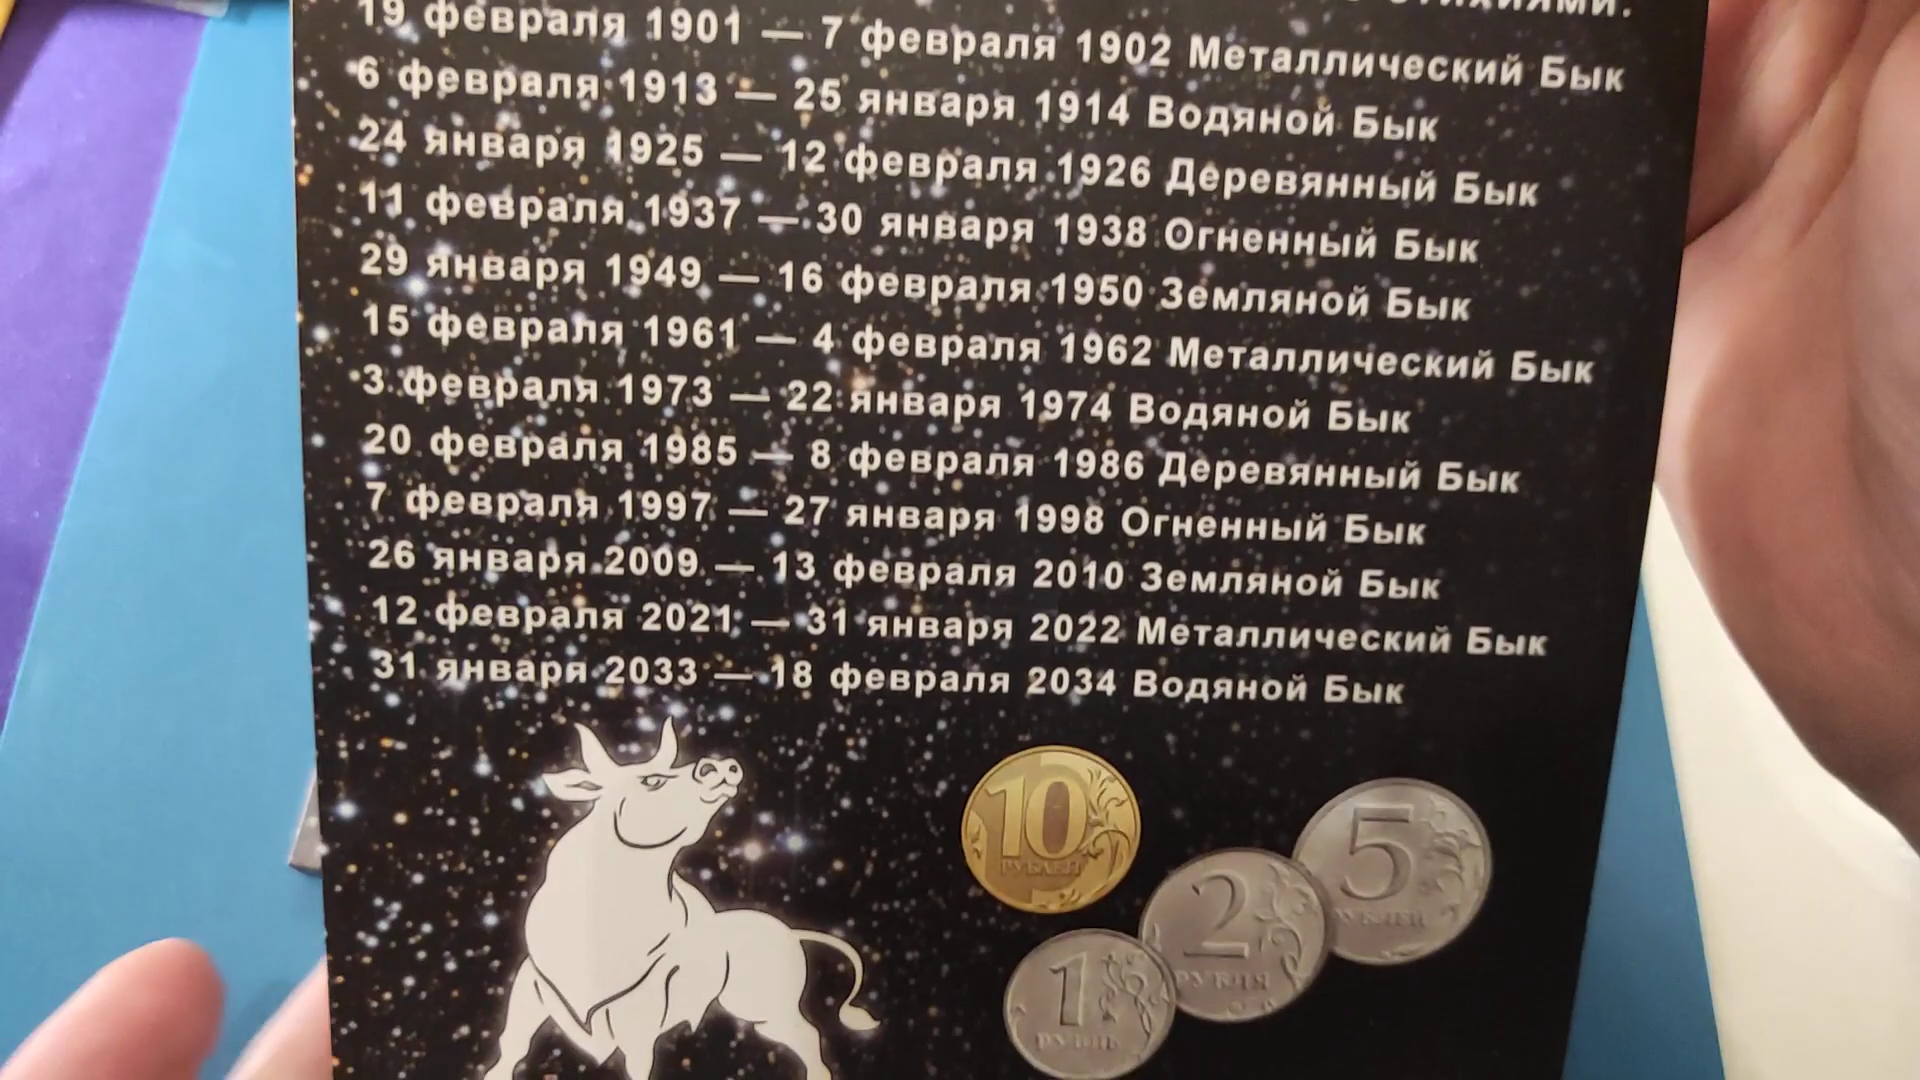 стихиями:
19 февраля 1901 — 7 февраля 1902 Металлический Бык
6 февраля 1913 — 25 января 1914 Водяной Бык
24 января 1925 — 12 февраля 1926 Деревянный Бык
11 февраля 1937 — 30 января 1938 Огненный Бык
29 января 1949 — 16 февраля 1950 Земляной Бык
15 февраля 1961 — 4 февраля 1962 Металлический Бык
3 февраля 1973 — 22 января 1974 Водяной Бык
20 февраля 1985 — 8 февраля 1986 Деревянный Бык
7 февраля 1997 — 27 января 1998 Огненный Бык
26 января 2009 — 13 февраля 2010 Земляной Бык
12 февраля 2021 — 31 января 2022 Металлический Бык
31 января 2033 — 18 февраля 2034 Водяной Бык
10
РУБЛЕЙ
5
РУБЛЕЙ
2
РУБЛЯ
1
РУБЛЬ